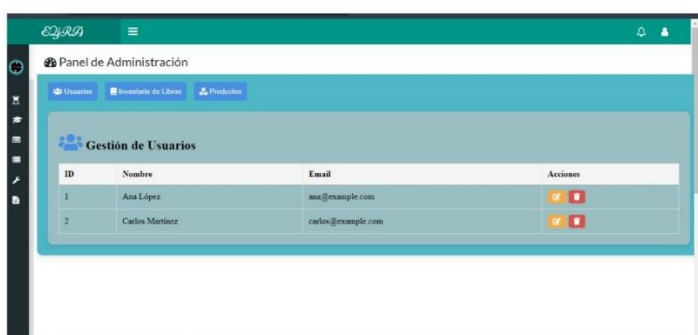 EQRA
Panel de Administración
Usuarios Inventario de Libros Productos
Gestión de Usuarios
ID Nombre Email Acciones
1 Ana López ana@example.com
2 Carlos Martínez carlos@example.com